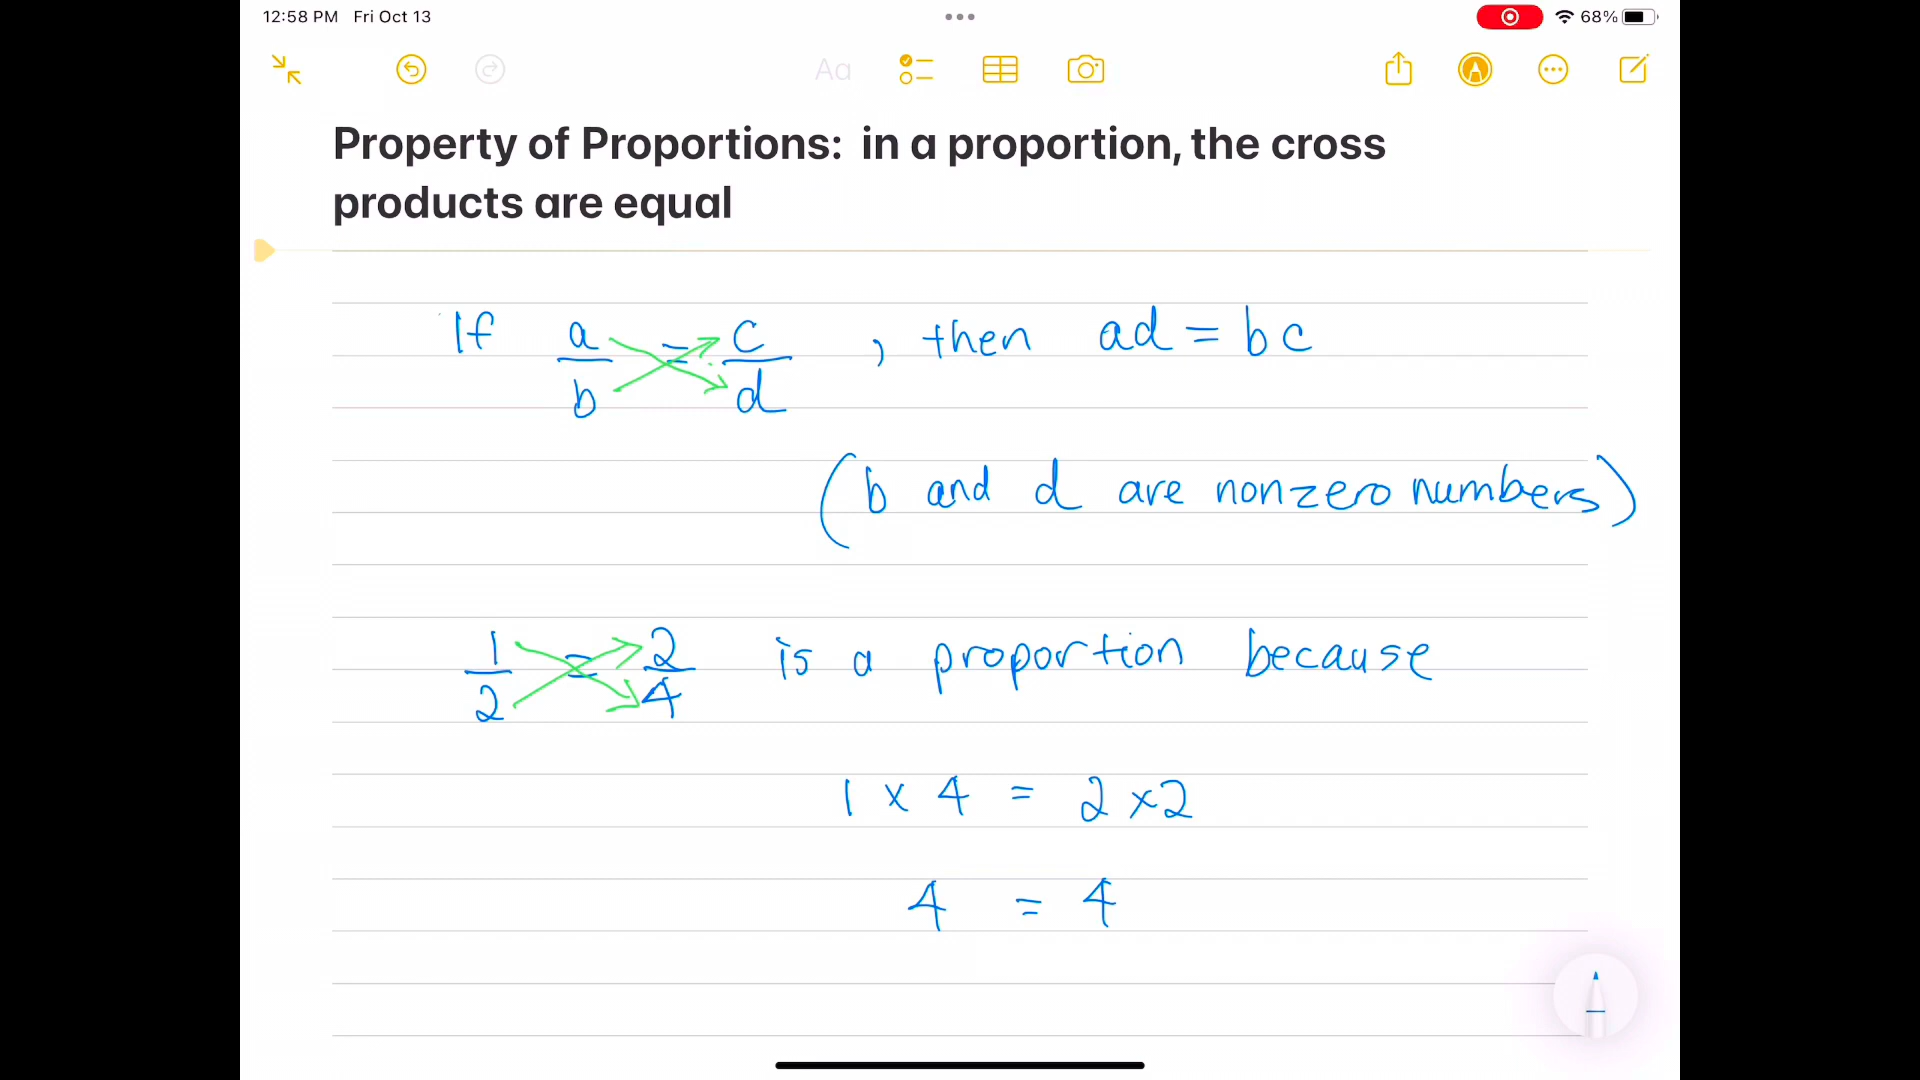 12:58 PM Fri Oct 13
68%
Aa
Property of Proportions: in a proportion, the cross
products are equal
If a/b = c/d , then ad = bc
(b and d are nonzero numbers)
1/2 = 2/4 is a proportion because
1 x 4 = 2 x 2
4 = 4